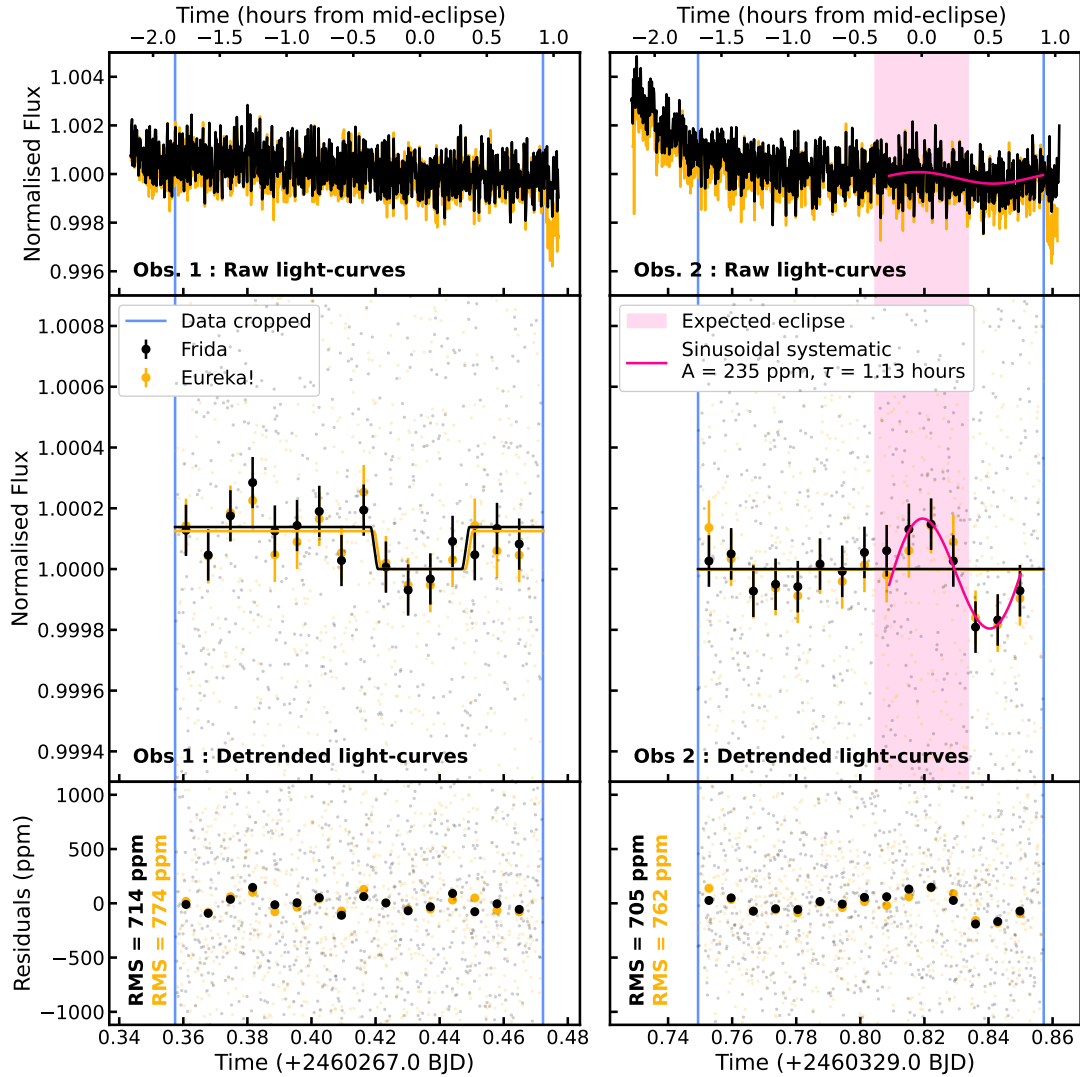 Time (hours from mid-eclipse)
−2.0 −1.5 −1.0 −0.5 0.0 0.5 1.0
Time (hours from mid-eclipse)
−2.0 −1.5 −1.0 −0.5 0.0 0.5 1.0
Normalised Flux
1.004
1.002
1.000
0.998
0.996
Obs. 1 : Raw light-curves
Obs. 2 : Raw light-curves
Normalised Flux
1.0008
1.0006
1.0004
1.0002
1.0000
0.9998
0.9996
0.9994
Data cropped
Frida
Eureka!
Obs 1 : Detrended light-curves
Expected eclipse
Sinusoidal systematic
A = 235 ppm, τ = 1.13 hours
Obs 2 : Detrended light-curves
Residuals (ppm)
1000
500
0
−500
−1000
RMS = 714 ppm
RMS = 774 ppm
RMS = 705 ppm
RMS = 762 ppm
0.34 0.36 0.38 0.40 0.42 0.44 0.46 0.48
Time (+2460267.0 BJD)
0.74 0.76 0.78 0.80 0.82 0.84 0.86
Time (+2460329.0 BJD)